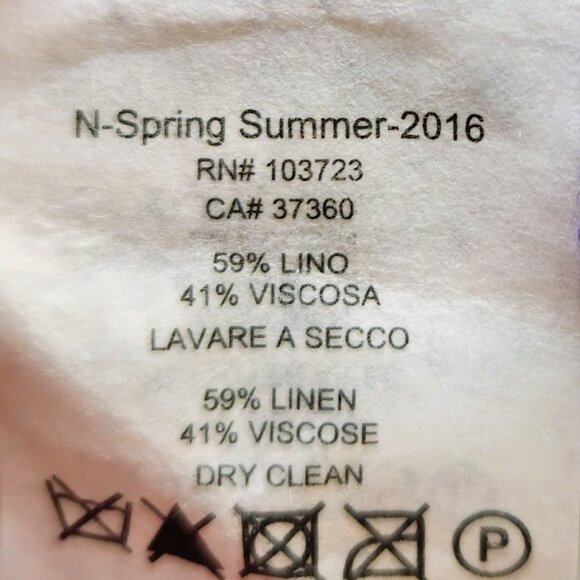 N-Spring Summer-2016
RN# 103723
CA# 37360
59% LINO
41% VISCOSA
LAVARE A SECCO
59% LINEN
41% VISCOSE
DRY CLEAN
P